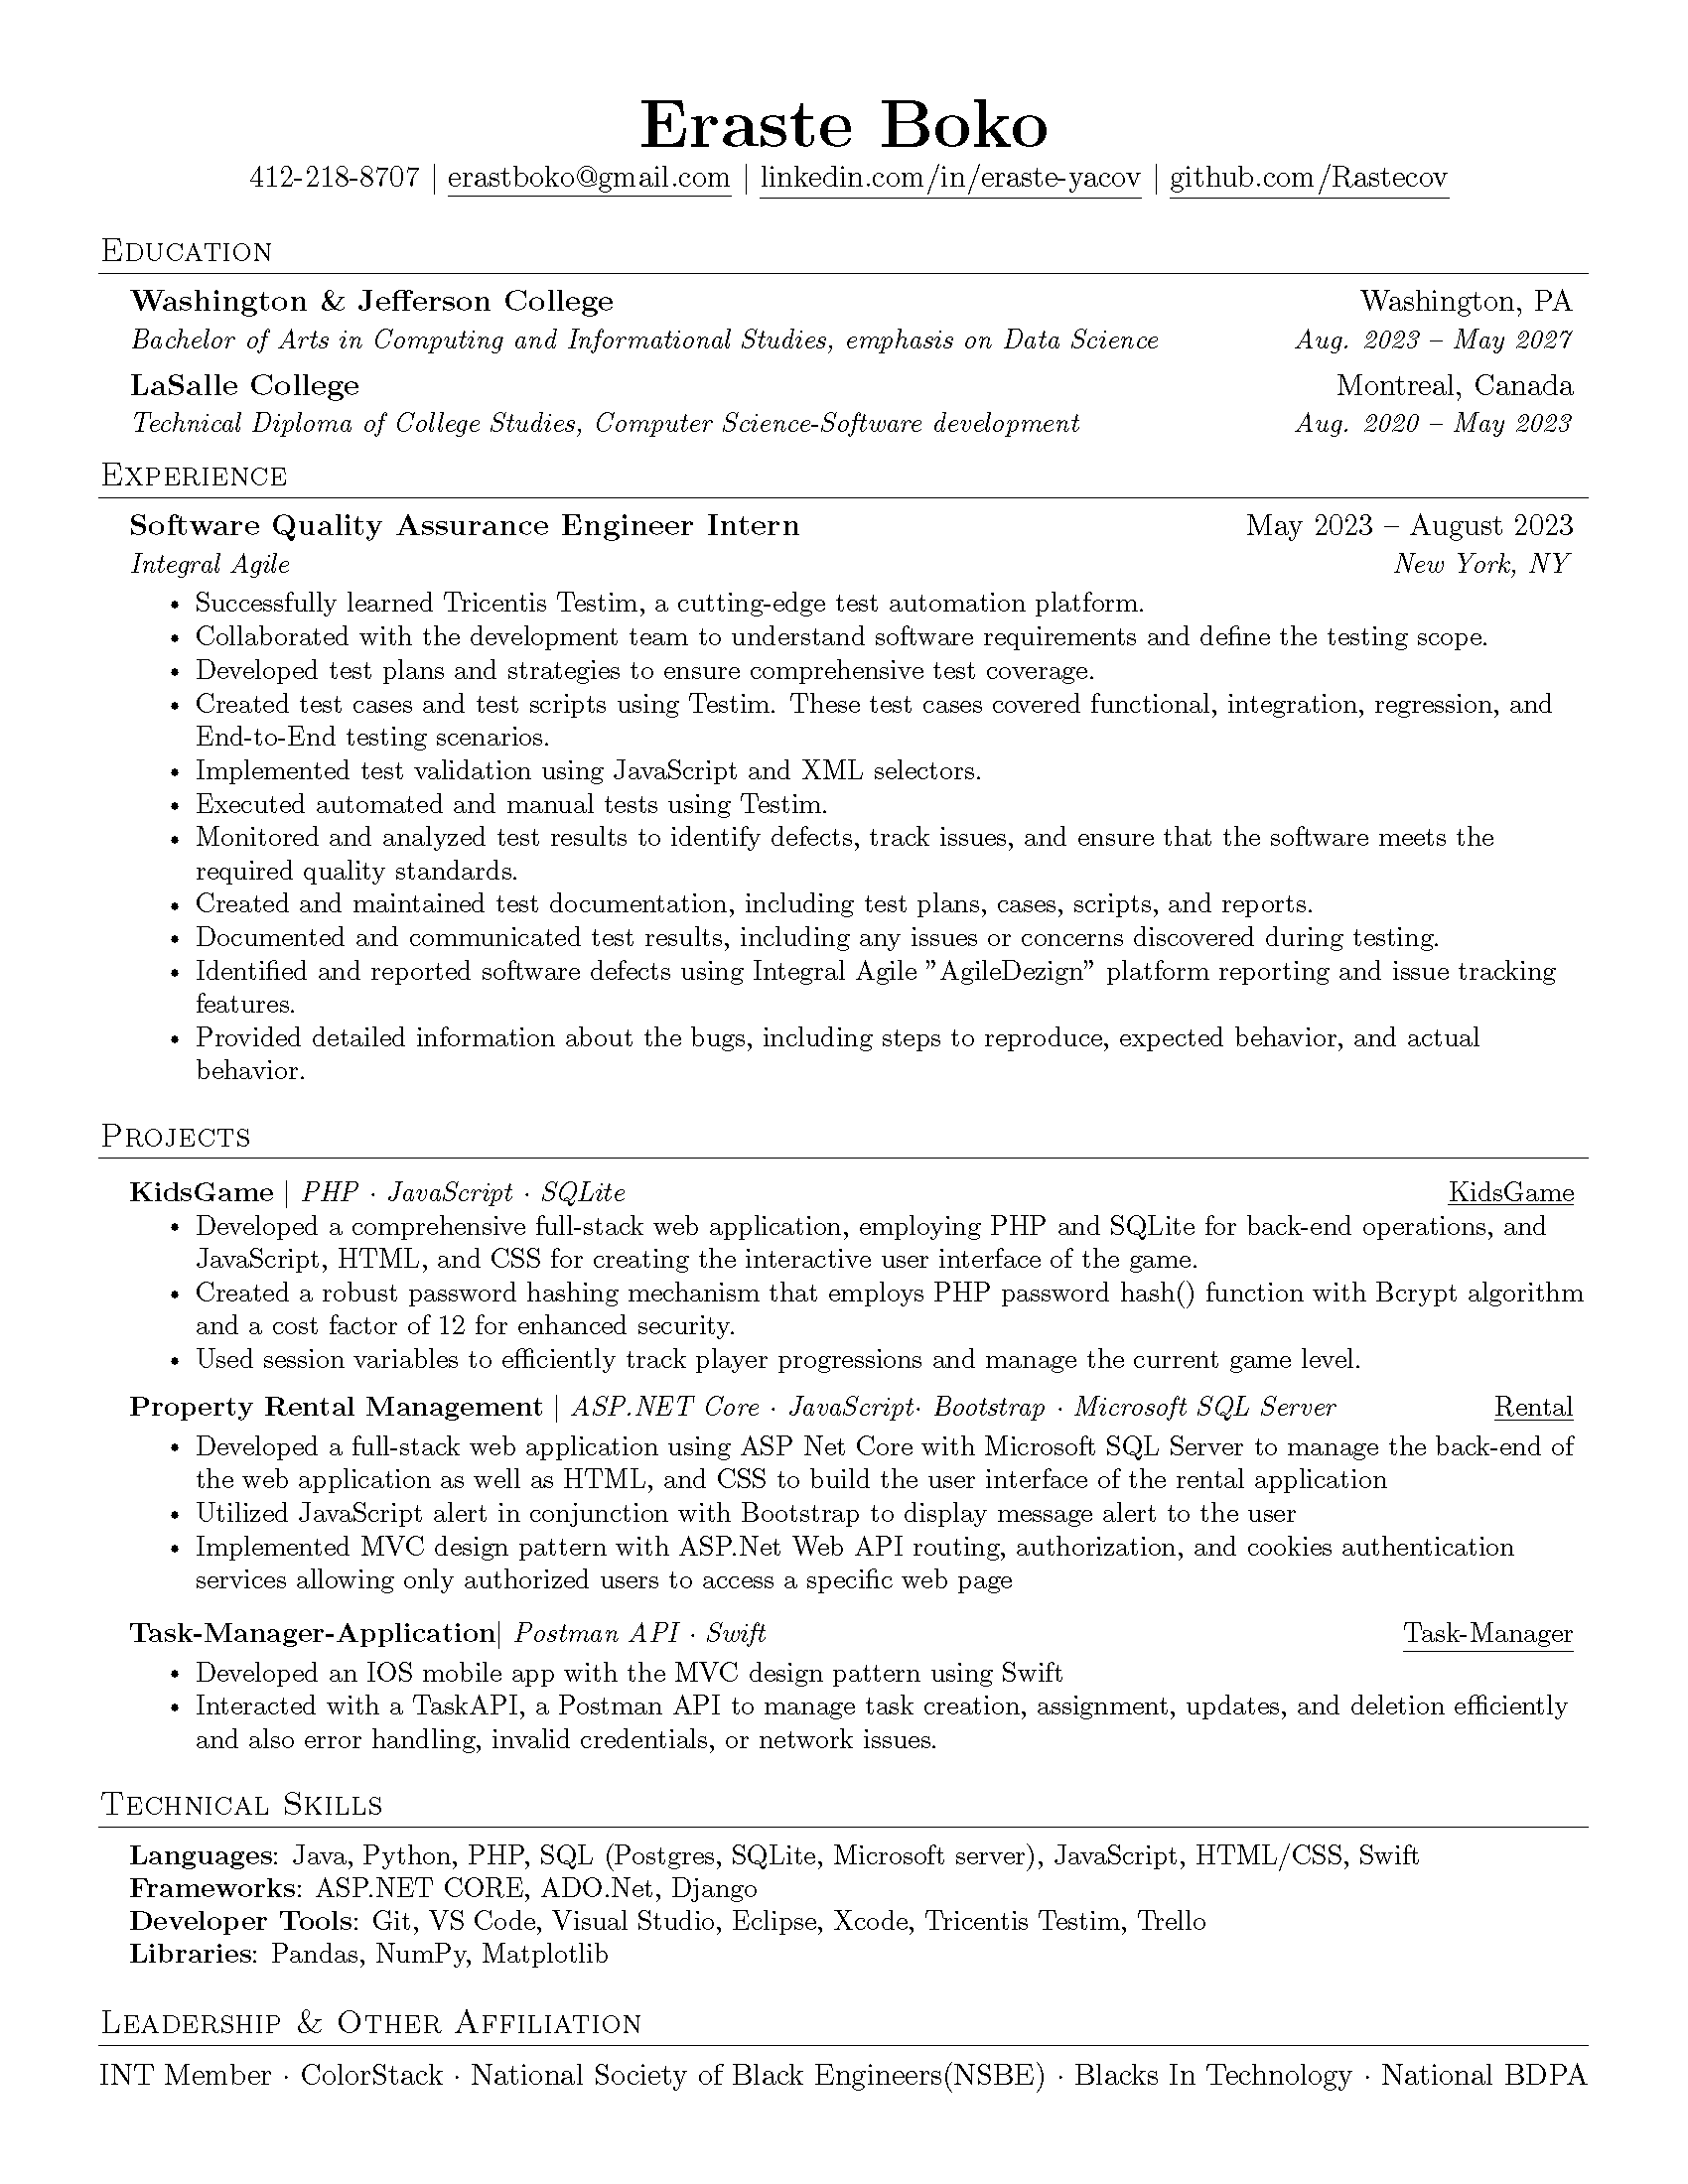 Eraste Boko
412-218-8707 | erastboko@gmail.com | linkedin.com/in/eraste-yacov | github.com/Rastecov
Education
Washington & Jefferson College Washington, PA
Bachelor of Arts in Computing and Informational Studies, emphasis on Data Science Aug. 2023 – May 2027
LaSalle College Montreal, Canada
Technical Diploma of College Studies, Computer Science-Software development Aug. 2020 – May 2023
Experience
Software Quality Assurance Engineer Intern May 2023 – August 2023
Integral Agile New York, NY
• Successfully learned Tricentis Testim, a cutting-edge test automation platform.
• Collaborated with the development team to understand software requirements and define the testing scope.
• Developed test plans and strategies to ensure comprehensive test coverage.
• Created test cases and test scripts using Testim. These test cases covered functional, integration, regression, and
End-to-End testing scenarios.
• Implemented test validation using JavaScript and XML selectors.
• Executed automated and manual tests using Testim.
• Monitored and analyzed test results to identify defects, track issues, and ensure that the software meets the
required quality standards.
• Created and maintained test documentation, including test plans, cases, scripts, and reports.
• Documented and communicated test results, including any issues or concerns discovered during testing.
• Identified and reported software defects using Integral Agile ”AgileDezign” platform reporting and issue tracking
features.
• Provided detailed information about the bugs, including steps to reproduce, expected behavior, and actual
behavior.
Projects
KidsGame | PHP · JavaScript · SQLite KidsGame
• Developed a comprehensive full-stack web application, employing PHP and SQLite for back-end operations, and
JavaScript, HTML, and CSS for creating the interactive user interface of the game.
• Created a robust password hashing mechanism that employs PHP password hash() function with Bcrypt algorithm
and a cost factor of 12 for enhanced security.
• Used session variables to efficiently track player progressions and manage the current game level.
Property Rental Management | ASP.NET Core · JavaScript· Bootstrap · Microsoft SQL Server Rental
• Developed a full-stack web application using ASP Net Core with Microsoft SQL Server to manage the back-end of
the web application as well as HTML, and CSS to build the user interface of the rental application
• Utilized JavaScript alert in conjunction with Bootstrap to display message alert to the user
• Implemented MVC design pattern with ASP.Net Web API routing, authorization, and cookies authentication
services allowing only authorized users to access a specific web page
Task-Manager-Application| Postman API · Swift Task-Manager
• Developed an IOS mobile app with the MVC design pattern using Swift
• Interacted with a TaskAPI, a Postman API to manage task creation, assignment, updates, and deletion efficiently
and also error handling, invalid credentials, or network issues.
Technical Skills
Languages: Java, Python, PHP, SQL (Postgres, SQLite, Microsoft server), JavaScript, HTML/CSS, Swift
Frameworks: ASP.NET CORE, ADO.Net, Django
Developer Tools: Git, VS Code, Visual Studio, Eclipse, Xcode, Tricentis Testim, Trello
Libraries: Pandas, NumPy, Matplotlib
Leadership & Other Affiliation
INT Member · ColorStack · National Society of Black Engineers(NSBE) · Blacks In Technology · National BDPA